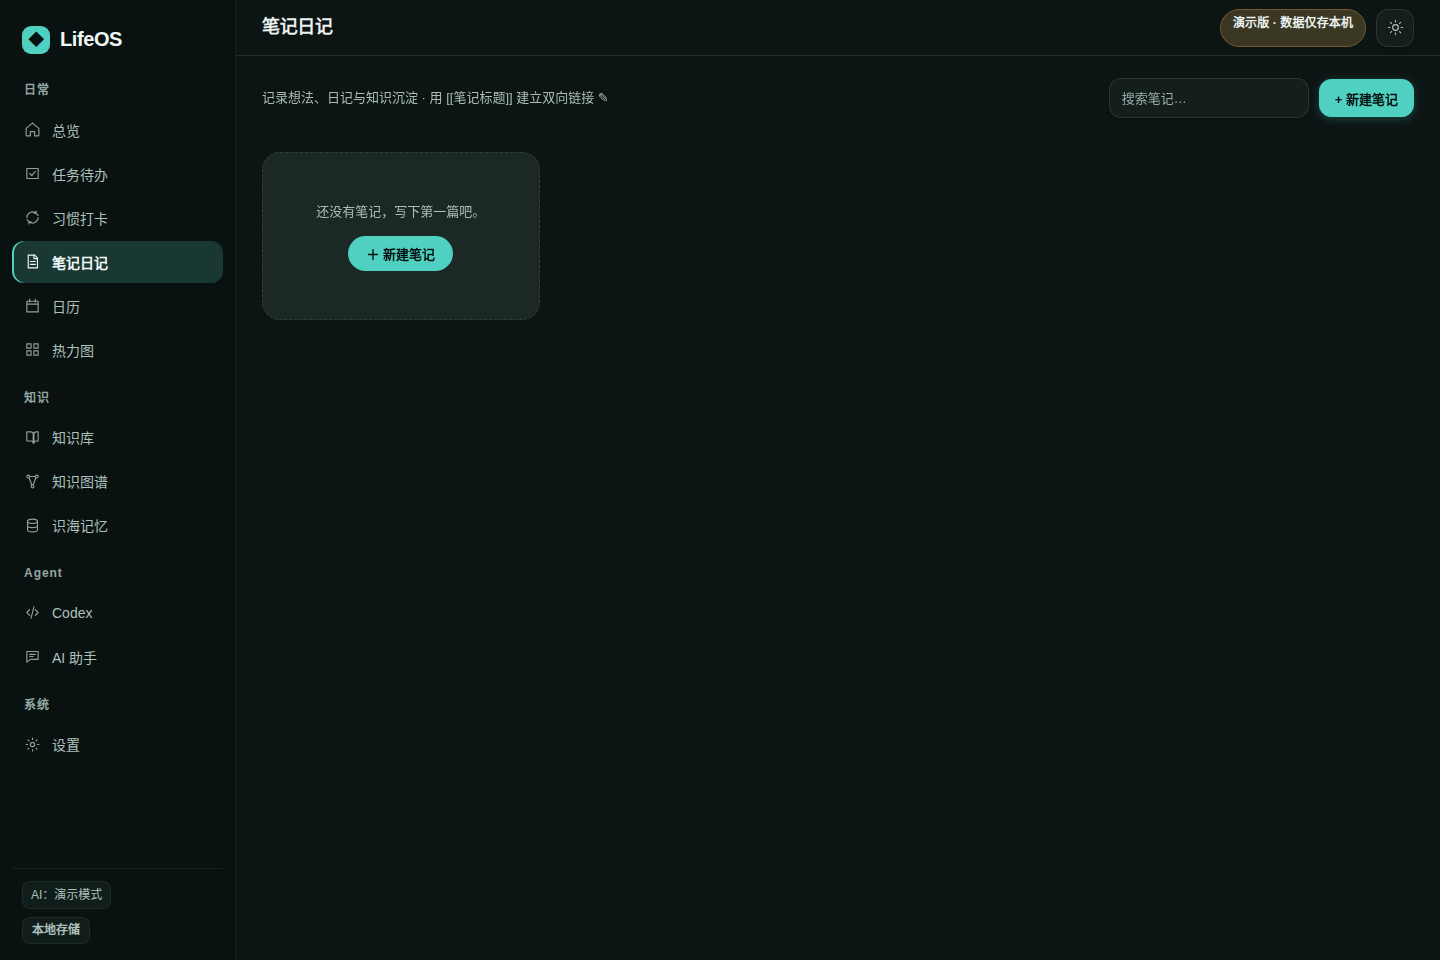 LifeOS
日常
总览
任务待办
习惯打卡
笔记日记
日历
热力图
知识
知识库
知识图谱
识海记忆
Agent
Codex
AI 助手
系统
设置
AI：演示模式
本地存储
笔记日记
演示版 · 数据仅存本机
记录想法、日记与知识沉淀 · 用 [[笔记标题]] 建立双向链接 ✎
搜索笔记…
+ 新建笔记
还没有笔记，写下第一篇吧。
＋ 新建笔记